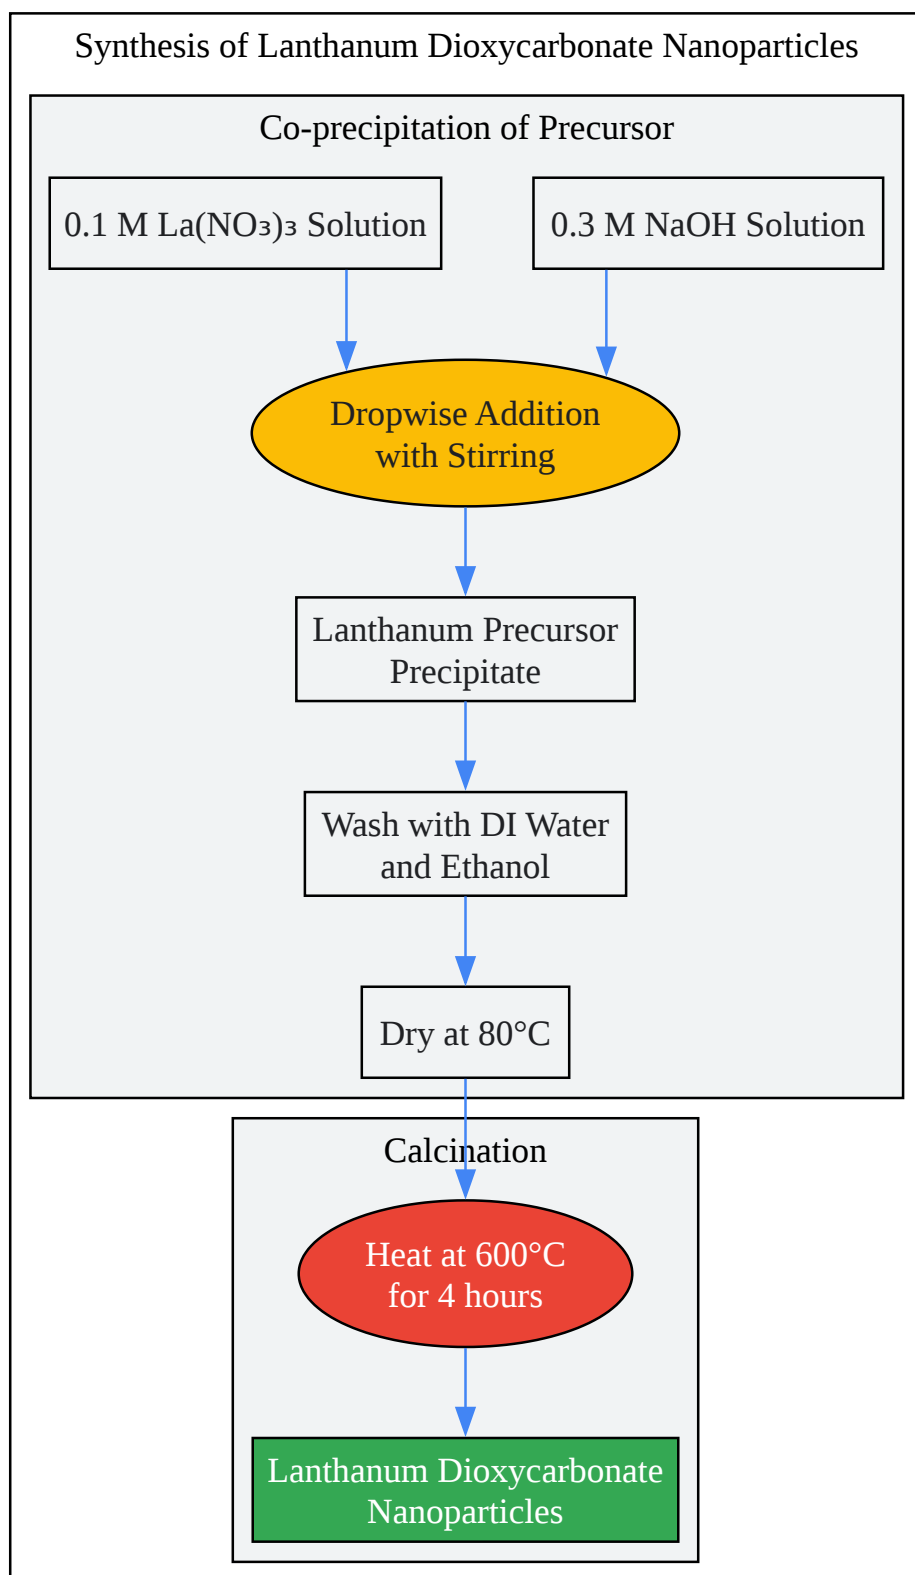 Synthesis of Lanthanum Dioxycarbonate Nanoparticles
Co-precipitation of Precursor
0.1 M La(NO₃)₃ Solution
0.3 M NaOH Solution
Dropwise Addition
with Stirring
Lanthanum Precursor
Precipitate
Wash with DI Water
and Ethanol
Dry at 80°C
Calcination
Heat at 600°C
for 4 hours
Lanthanum Dioxycarbonate
Nanoparticles